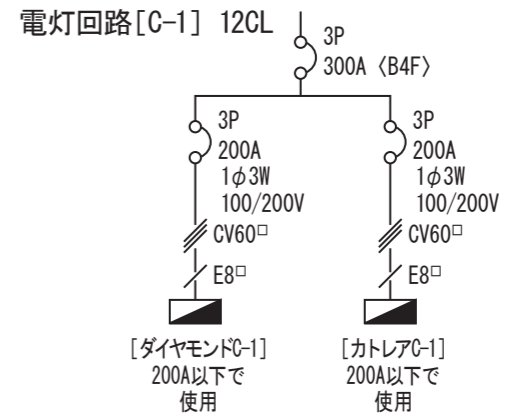 電灯回路[C-1] 12CL
3P
300A〈B4F〉
3P
200A
1φ3W
100/200V
CV60□
E8□
[ダイヤモンドC-1]
200A以下で
使用
3P
200A
1φ3W
100/200V
CV60□
E8□
[カトレアC-1]
200A以下で
使用